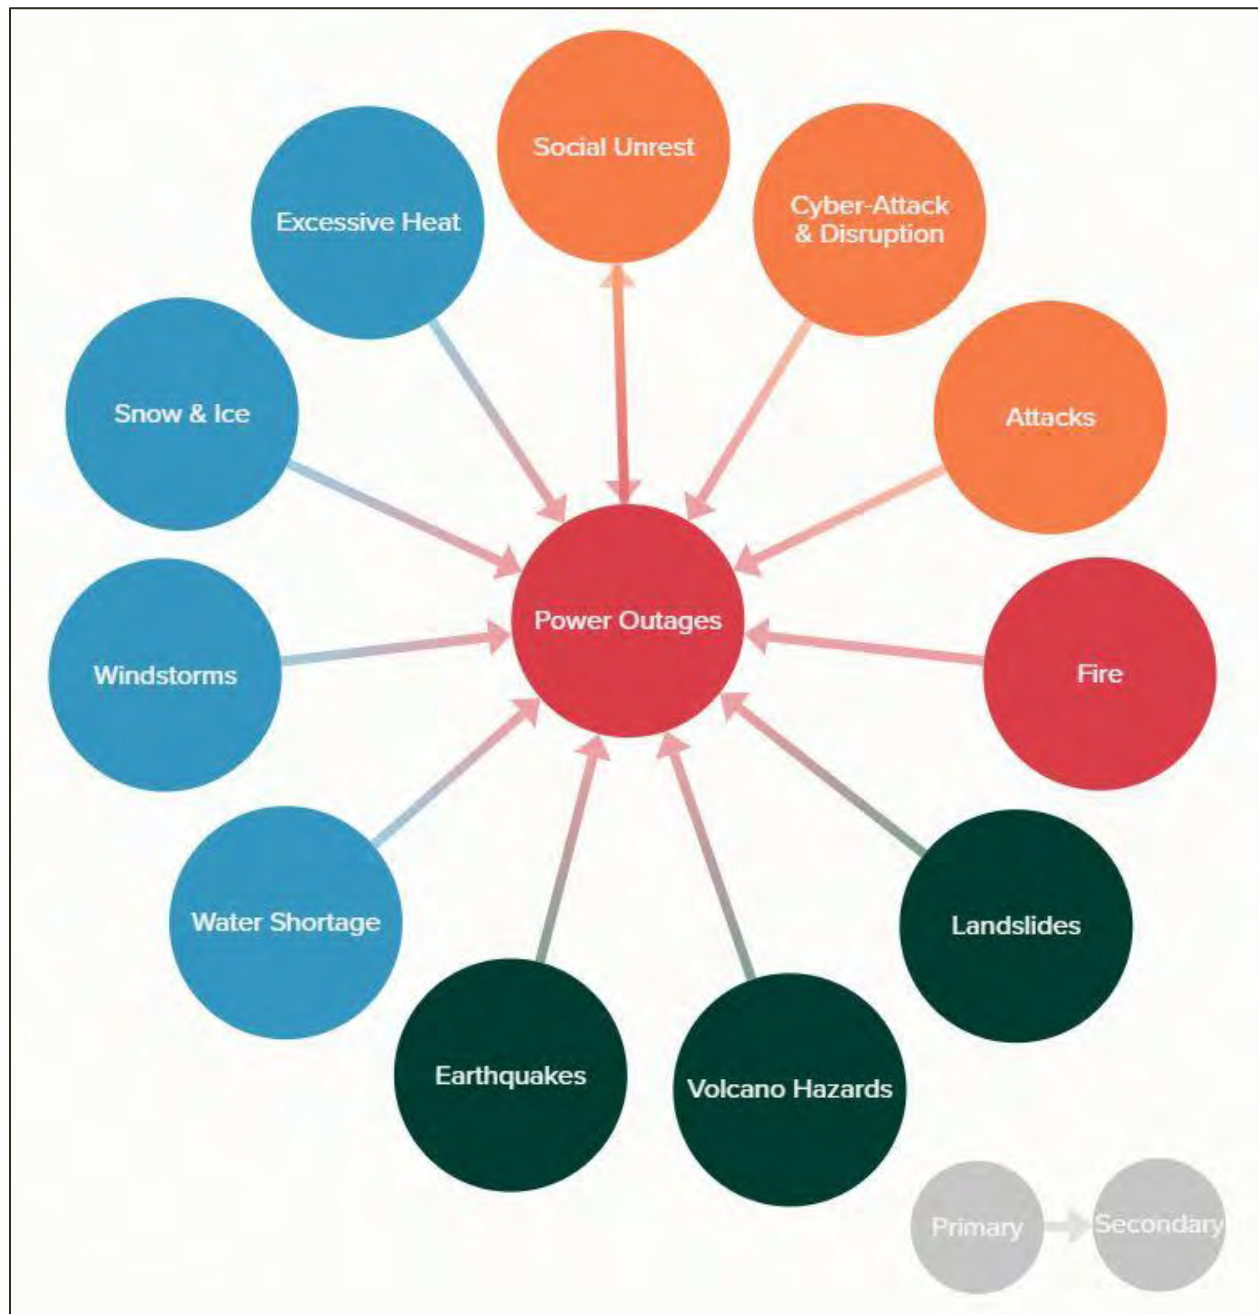 Social Unrest
Cyber-Attack
& Disruption
Excessive Heat
Attacks
Snow & Ice
Power Outages
Fire
Windstorms
Landslides
Water Shortage
Earthquakes
Volcano Hazards
Primary
Secondary